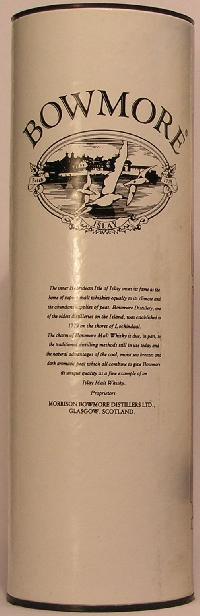 BOWMORE
ISLAY
The inner Hebridean Isle of Islay owes its fame as the
home of superb malt whiskies equally to its climate and
its abundant supplies of peat. Bowmore Distillery, one
of the oldest distilleries on the Island, was established in
1779 on the shores of Lochindaal.
The charm of Bowmore Malt Whisky is due, in part, to
the traditional distilling methods still in use today and
the natural advantages of the cool, moist sea breeze and
dark aromatic peat which all combine to give Bowmore
its unique quality as a fine example of an
Islay Malt Whisky.
Proprietors
MORRISON BOWMORE DISTILLERS LTD.,
GLASGOW, SCOTLAND.